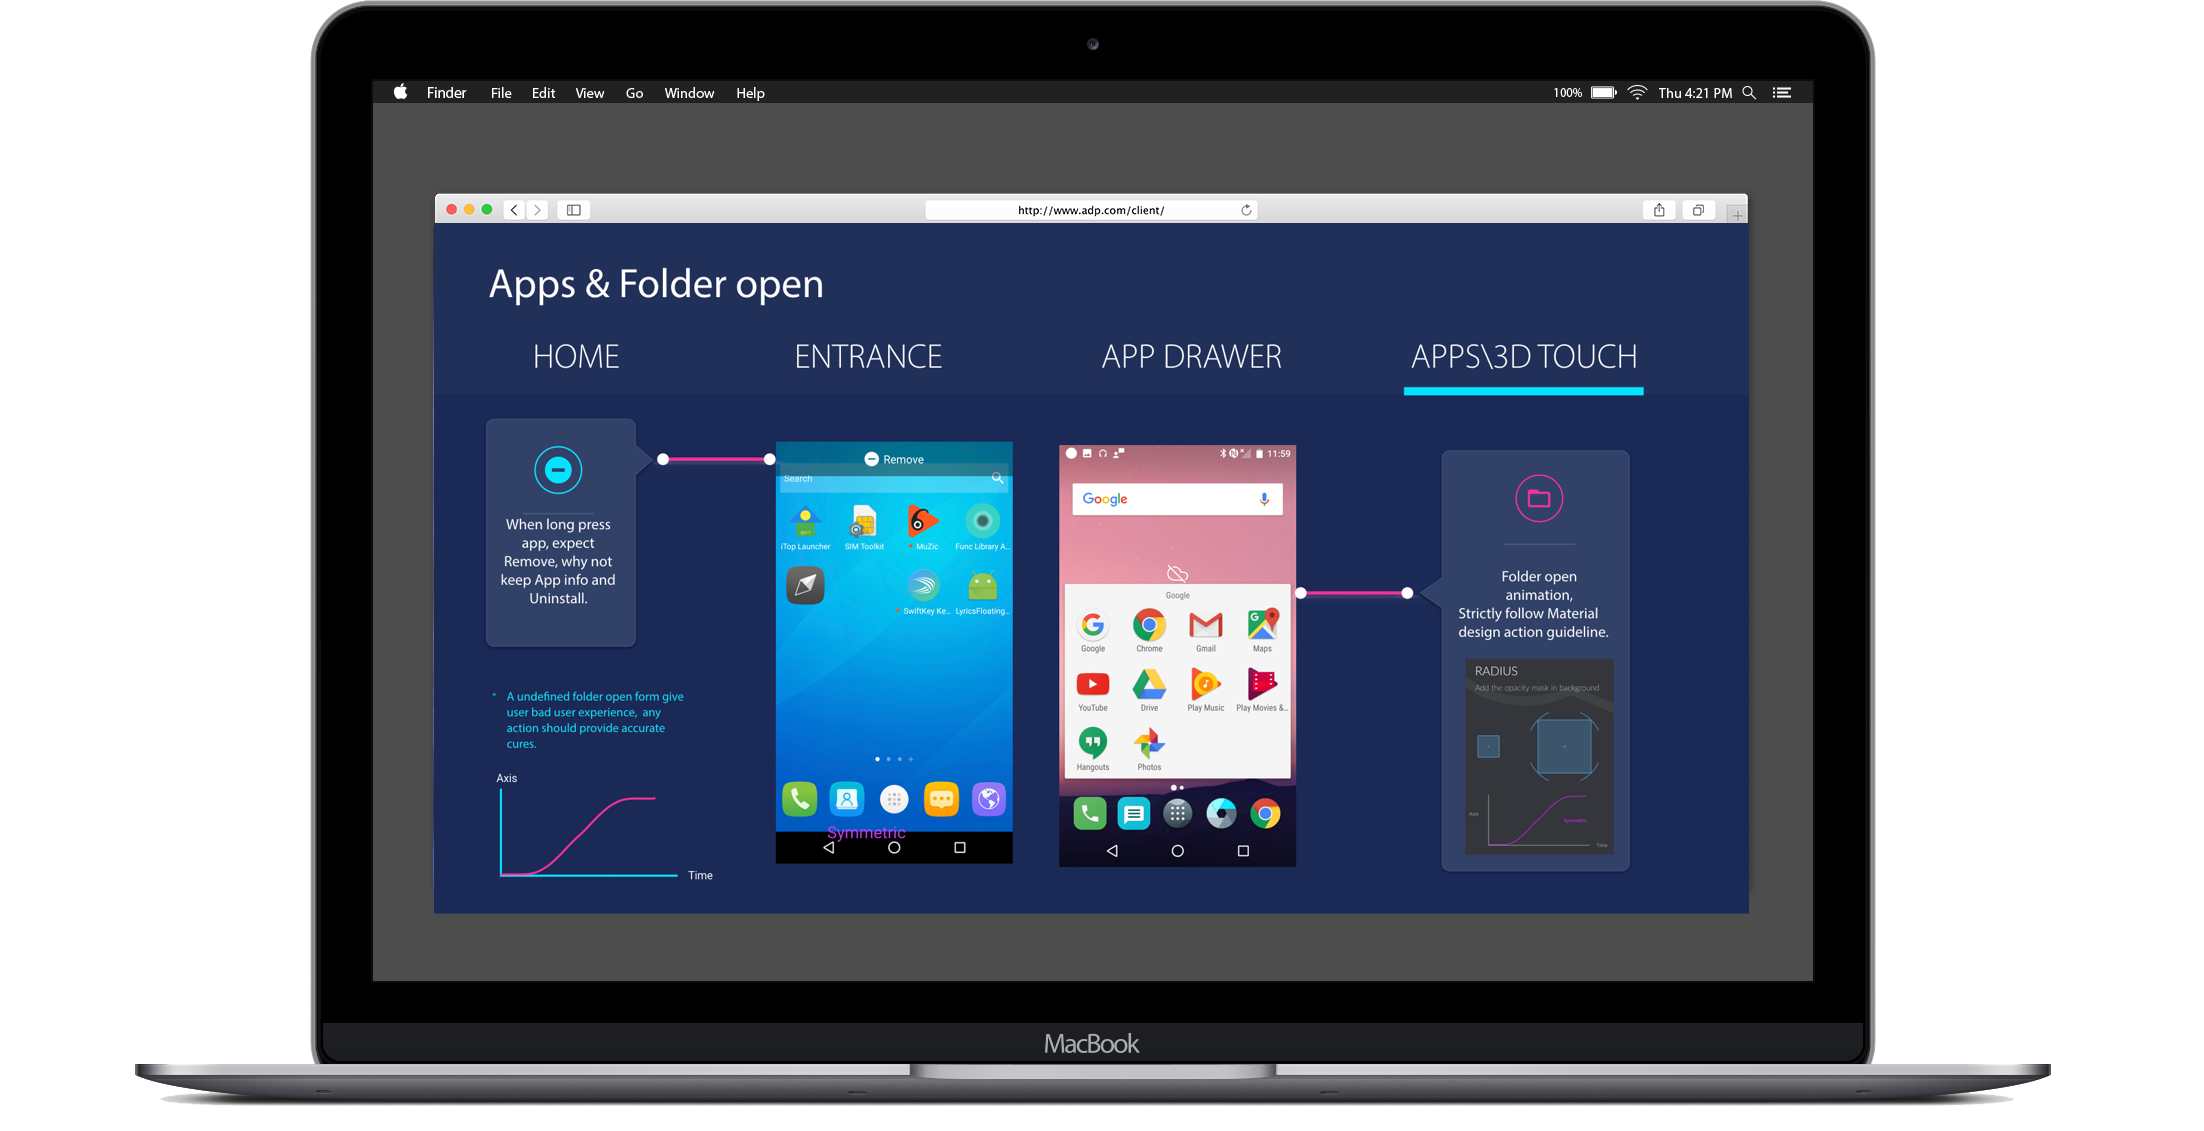 Finder File Edit View Go Window Help
100% Thu 4:21 PM
http://www.adp.com/client/
Apps & Folder open
HOME ENTRANCE APP DRAWER APPS\3D TOUCH
When long press
app, expect
Remove, why not
keep App info and
Uninstall.
* A undefined folder open form give
user bad user experience, any
action should provide accurate
cures.
Axis
Time
Remove
Search
iTop Launcher SIM Toolkit MuZic Func Library A...
SwiftKey Ke... LyricsFloating...
Symmetric
11:59
Google
Google
Google Chrome Gmail Maps
YouTube Drive Play Music Play Movies &...
Hangouts Photos
Folder open
animation,
Strictly follow Material
design action guideline.
RADIUS
Add the opacity mask in background
Axis
Symmetric
Time
MacBook